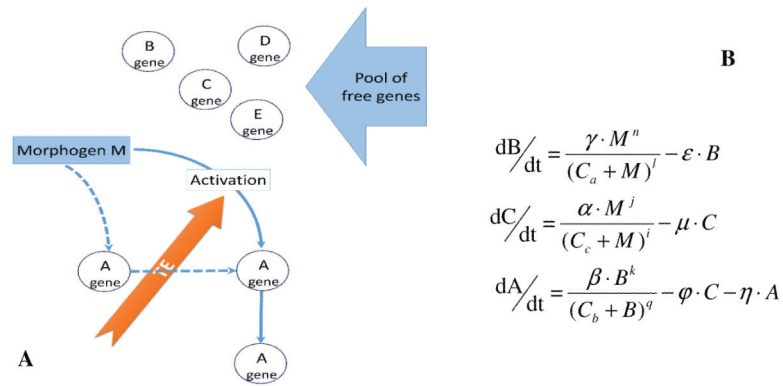 B
gene
D
gene
C
gene
E
gene
Pool of
free genes
Morphogen M
Activation
TE
A
gene
A
gene
A
gene
A
B
dB/dt = γ · M^n / (C_a + M)^l − ε · B
dC/dt = α · M^j / (C_c + M)^i − μ · C
dA/dt = β · B^k / (C_b + B)^q − φ · C − η · A